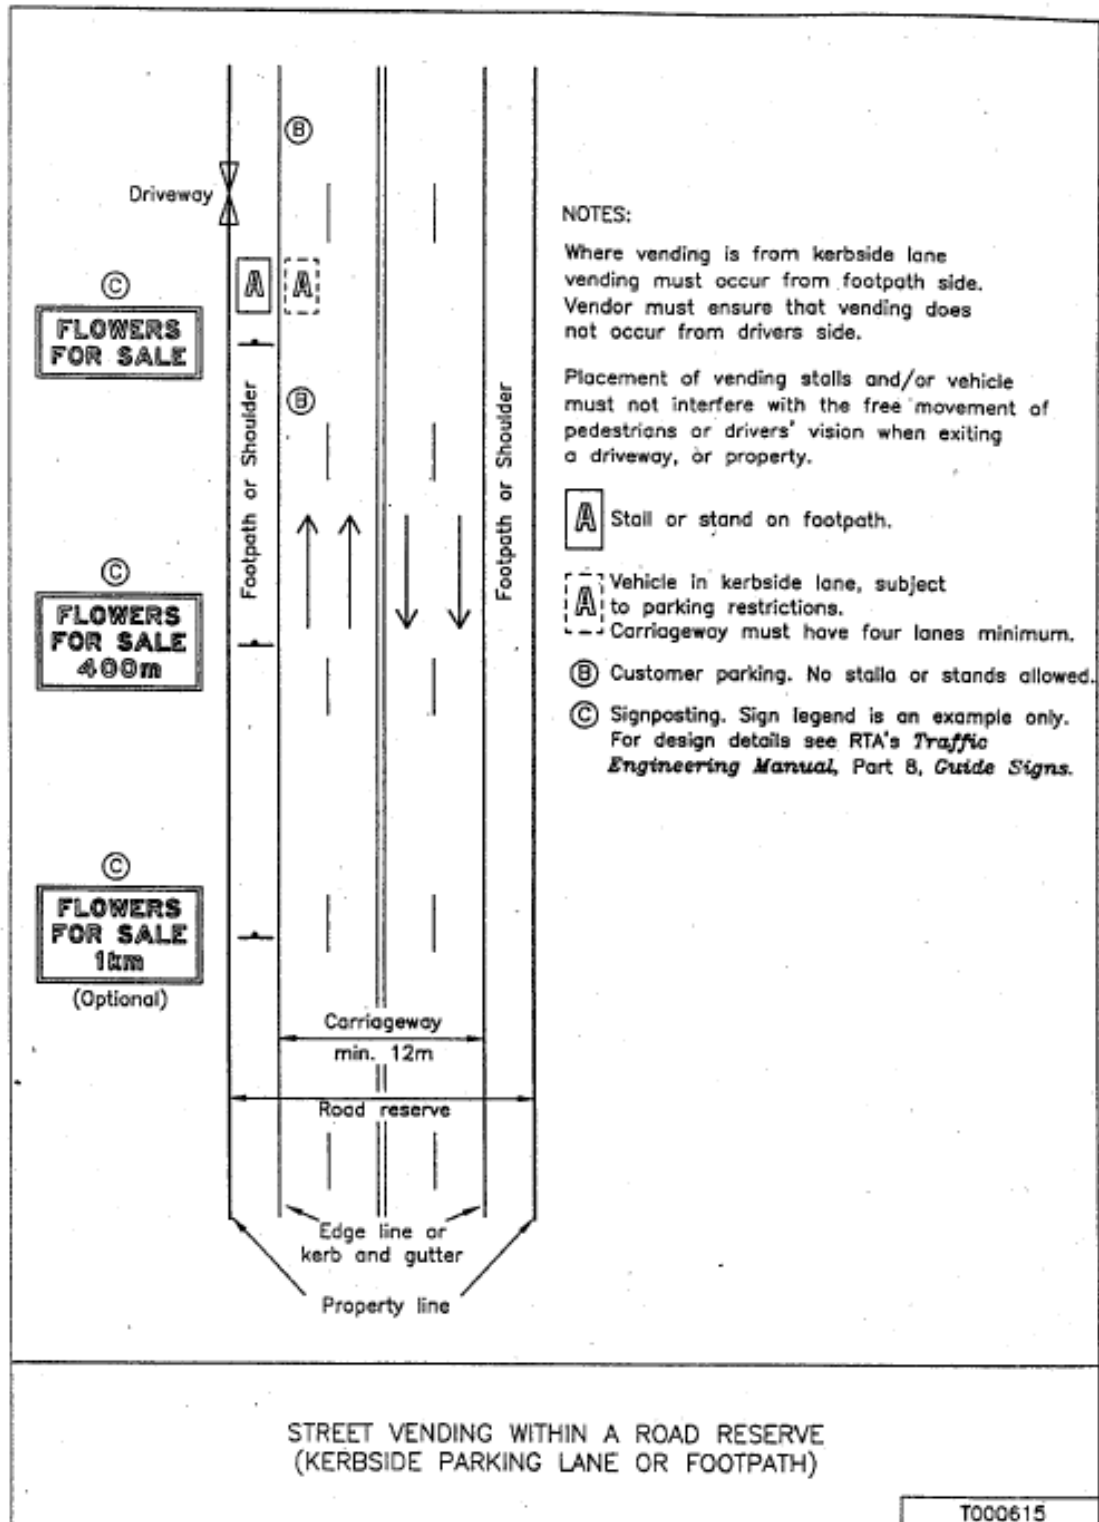 B
Driveway
A
A
C
FLOWERS
FOR SALE
B
Footpath or Shoulder
Footpath or Shoulder
C
FLOWERS
FOR SALE
400m
C
FLOWERS
FOR SALE
1km
(Optional)
Carriageway
min. 12m
Road reserve
Edge line or
kerb and gutter
Property line
NOTES:
Where vending is from kerbside lane
vending must occur from footpath side.
Vendor must ensure that vending does
not occur from drivers side.
Placement of vending stalls and/or vehicle
must not interfere with the free movement of
pedestrians or drivers' vision when exiting
a driveway, or property.
A Stall or stand on footpath.
A Vehicle in kerbside lane, subject
to parking restrictions.
Carriageway must have four lanes minimum.
B Customer parking. No stalla or stands allowed.
C Signposting. Sign legend is an example only.
For design details see RTA's Traffic
Engineering Manual, Part 8, Guide Signs.
STREET VENDING WITHIN A ROAD RESERVE
(KERBSIDE PARKING LANE OR FOOTPATH)
T000615